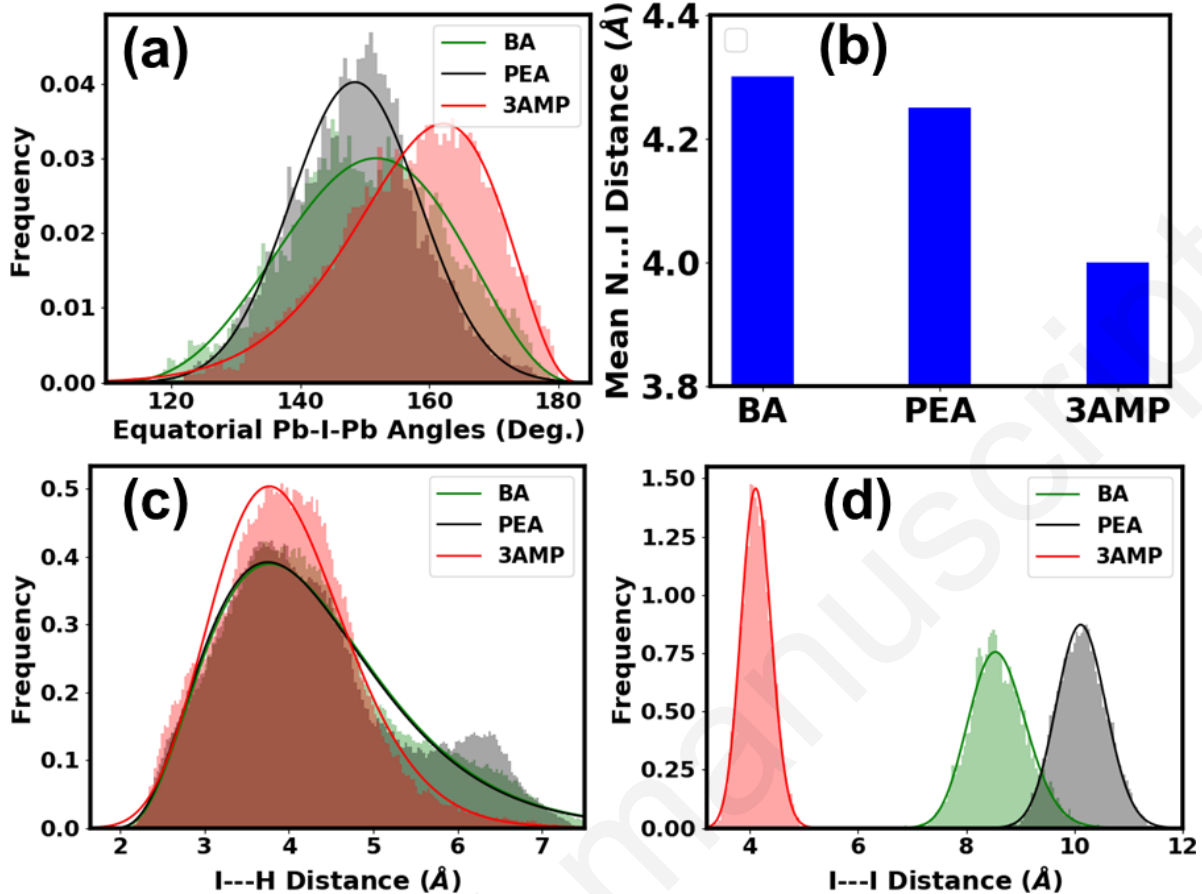 (a)
BA
PEA
3AMP
Frequency
0.04
0.03
0.02
0.01
0.00
120 140 160 180
Equatorial Pb-I-Pb Angles (Deg.)
(b)
Mean N...I Distance (Å)
4.4
4.2
4.0
3.8
BA PEA 3AMP
(c)
BA
PEA
3AMP
Frequency
0.5
0.4
0.3
0.2
0.1
0.0
2 3 4 5 6 7
I---H Distance (Å)
(d)
BA
PEA
3AMP
Frequency
1.50
1.25
1.00
0.75
0.50
0.25
0.00
4 6 8 10 12
I---I Distance (Å)
manuscript